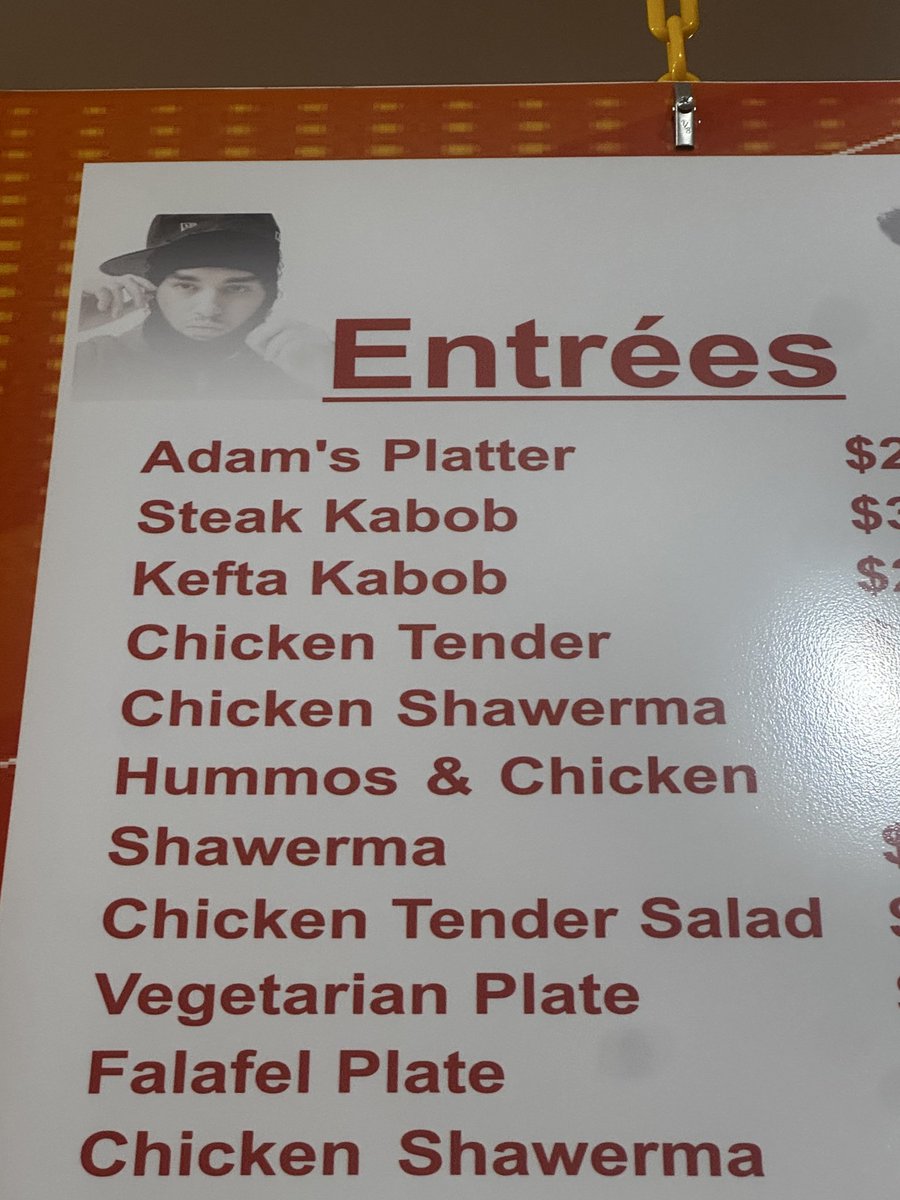 Entrées
Adam's Platter
Steak Kabob
Kefta Kabob
Chicken Tender
Chicken Shawerma
Hummos & Chicken
Shawerma
Chicken Tender Salad
Vegetarian Plate
Falafel Plate
Chicken Shawerma